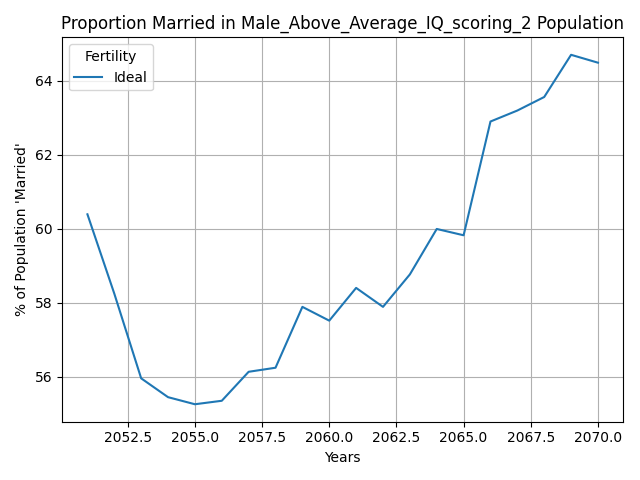 Proportion Married in Male_Above_Average_IQ_scoring_2 Population
Fertility
Ideal
% of Population 'Married'
64
62
60
58
56
2052.5 2055.0 2057.5 2060.0 2062.5 2065.0 2067.5 2070.0
Years